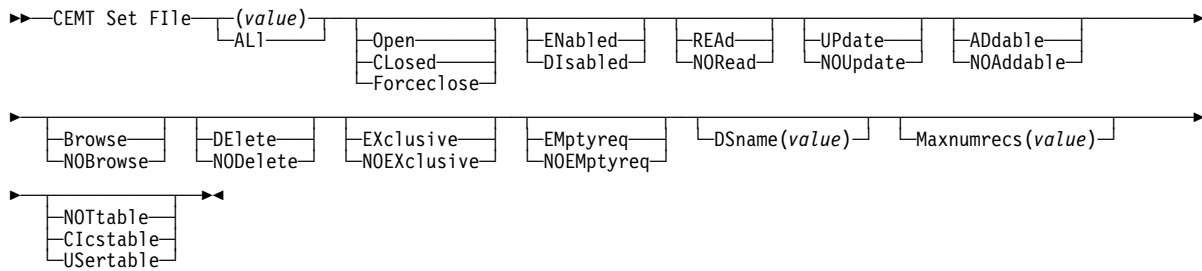 CEMT Set FIle (value) 
ALl Open ENabled REAd UPdate ADdable
CLosed DIsabled NORead NOUpdate NOAddable
Forceclose
Browse DElete EXclusive EMptyreq DSname(value) Maxnumrecs(value)
NOBrowse NODelete NOEXclusive NOEMptyreq
NOTtable
CIcstable
USertable